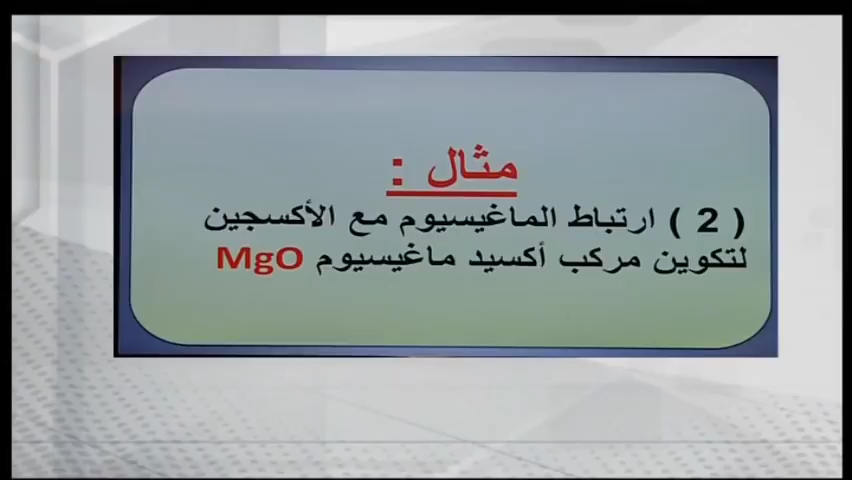 مثال :
( 2 ) ارتباط الماغيسيوم مع الأكسجين
لتكوين مركب أكسيد ماغيسيوم MgO